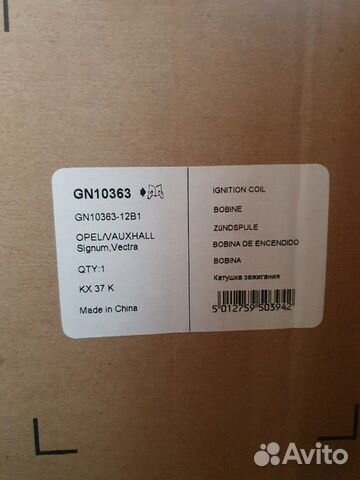 GN10363
GN10363-12B1
OPEL/VAUXHALL
Signum,Vectra
QTY:1
KX 37 K
Made in China
IGNITION COIL
BOBINE
ZüNDSPULE
BOBINA DE ENCENDIDO
BOBINA
Катушка зажигания
5 012759 503942
Avito